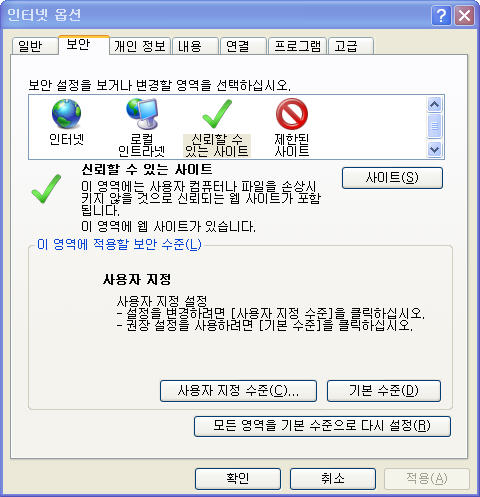 인터넷 옵션
일반 보안 개인 정보 내용 연결 프로그램 고급
보안 설정을 보거나 변경할 영역을 선택하십시오.
인터넷
로컬
인트라넷
신뢰할 수
있는 사이트
제한된
사이트
신뢰할 수 있는 사이트
사이트(S)
이 영역에는 사용자 컴퓨터나 파일을 손상시
키지 않을 것으로 신뢰되는 웹 사이트가 포함
됩니다.
이 영역에 웹 사이트가 있습니다.
이 영역에 적용할 보안 수준(L)
사용자 지정
사용자 지정 설정
- 설정을 변경하려면 [사용자 지정 수준]을 클릭하십시오.
- 권장 설정을 사용하려면 [기본 수준]을 클릭하십시오.
사용자 지정 수준(C)... 기본 수준(D)
모든 영역을 기본 수준으로 다시 설정(R)
확인 취소 적용(A)